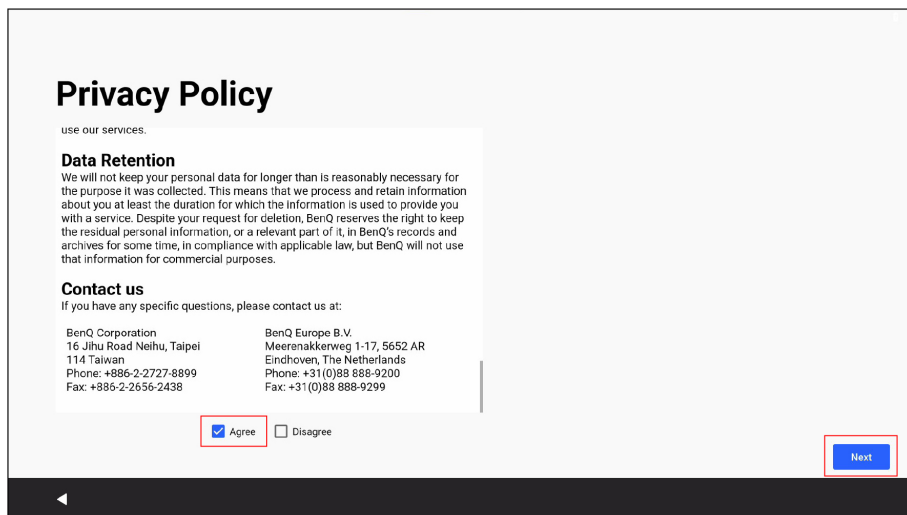 Privacy Policy
use our services.
Data Retention
We will not keep your personal data for longer than is reasonably necessary for
the purpose it was collected. This means that we process and retain information
about you at least the duration for which the information is used to provide you
with a service. Despite your request for deletion, BenQ reserves the right to keep
the residual personal information, or a relevant part of it, in BenQ's records and
archives for some time, in compliance with applicable law, but BenQ will not use
that information for commercial purposes.
Contact us
If you have any specific questions, please contact us at:
BenQ Corporation
16 Jihu Road Neihu, Taipei
114 Taiwan
Phone: +886-2-2727-8899
Fax: +886-2-2656-2438
BenQ Europe B.V.
Meerenakkerweg 1-17, 5652 AR
Eindhoven, The Netherlands
Phone: +31(0)88 888-9200
Fax: +31(0)88 888-9299
Agree
Disagree
Next